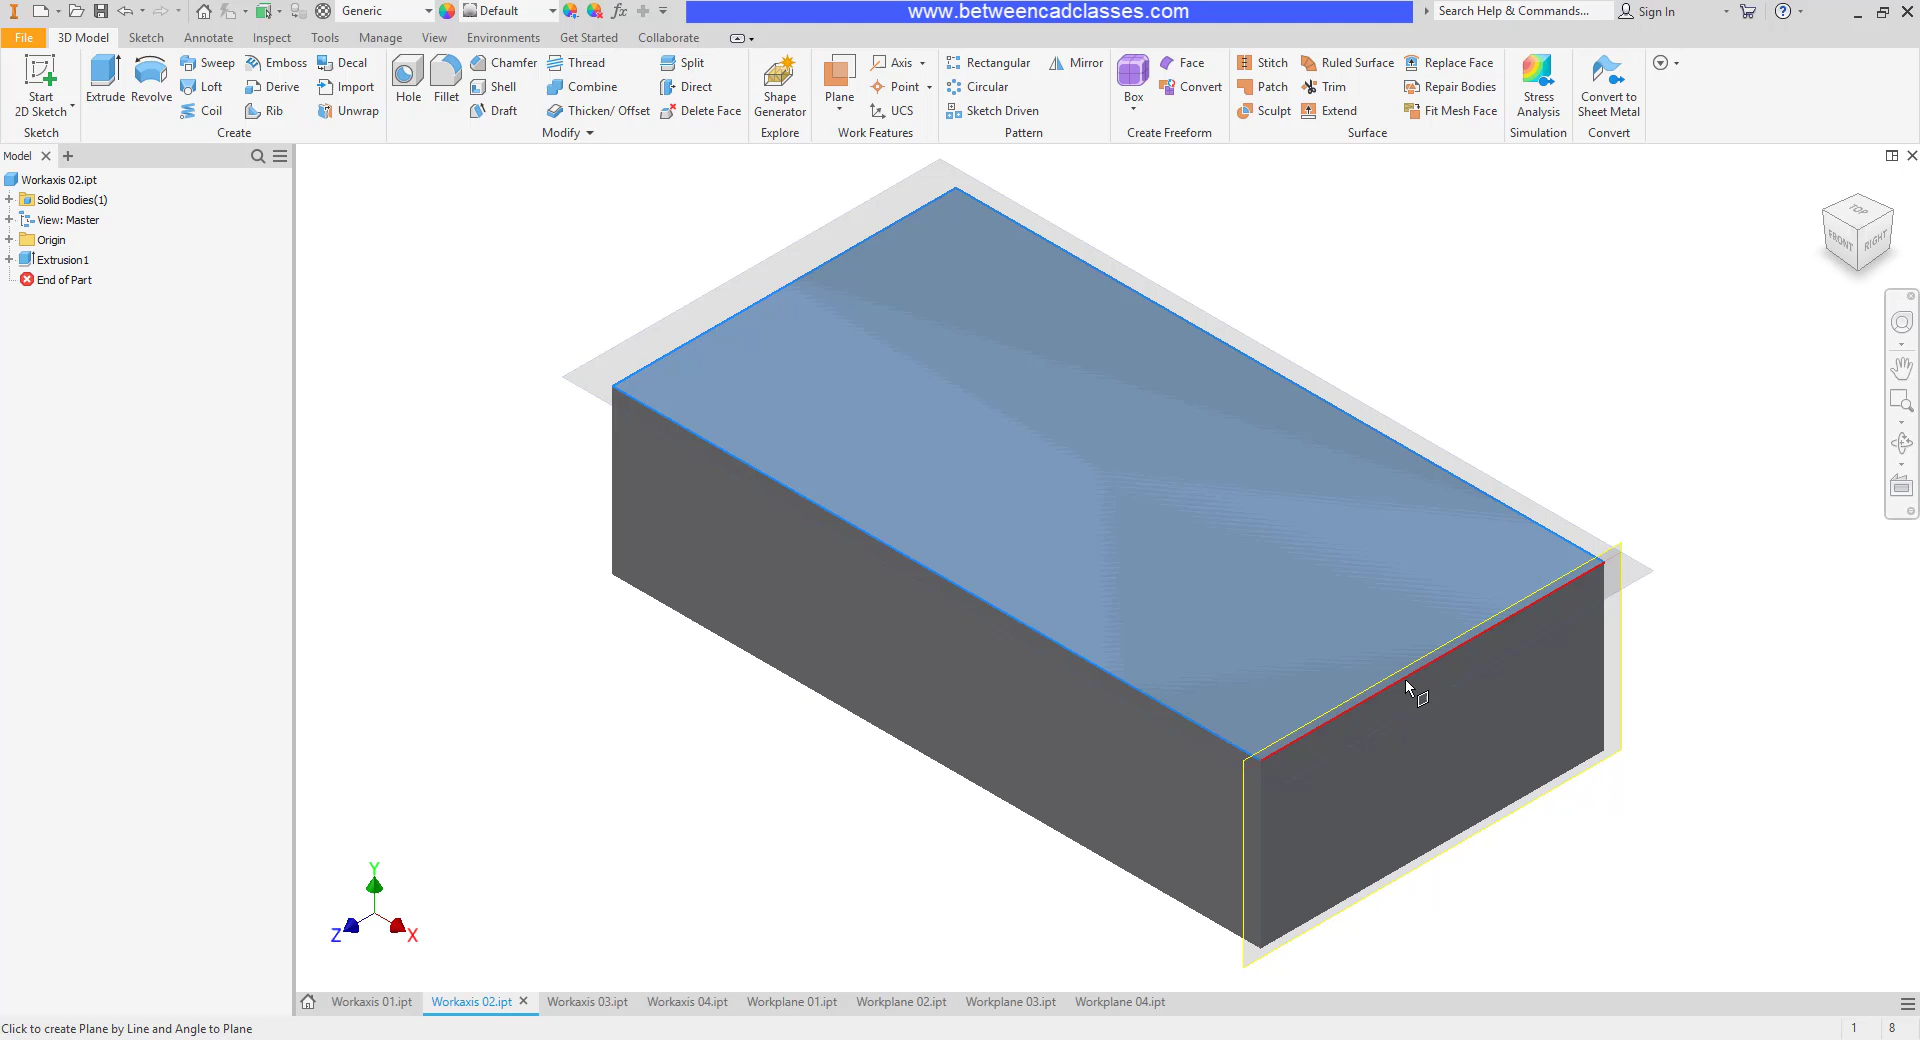 Generic
Default
www.betweencadclasses.com
Search Help & Commands...
Sign In
File
3D Model
Sketch
Annotate
Inspect
Tools
Manage
View
Environments
Get Started
Collaborate
Start
2D Sketch
Sketch
Extrude
Revolve
Sweep
Loft
Coil
Emboss
Derive
Rib
Decal
Import
Unwrap
Create
Hole
Fillet
Chamfer
Shell
Draft
Thread
Combine
Thicken/ Offset
Split
Direct
Delete Face
Modify
Shape
Generator
Explore
Plane
Axis
Point
UCS
Work Features
Rectangular
Circular
Sketch Driven
Mirror
Pattern
Box
Face
Convert
Create Freeform
Stitch
Patch
Sculpt
Ruled Surface
Trim
Extend
Replace Face
Repair Bodies
Fit Mesh Face
Surface
Stress
Analysis
Simulation
Convert to
Sheet Metal
Convert
Model
Workaxis 02.ipt
Solid Bodies(1)
View: Master
Origin
Extrusion1
End of Part
TOP
FRONT
RIGHT
Y
Z
X
Workaxis 01.ipt
Workaxis 02.ipt
Workaxis 03.ipt
Workaxis 04.ipt
Workplane 01.ipt
Workplane 02.ipt
Workplane 03.ipt
Workplane 04.ipt
Click to create Plane by Line and Angle to Plane
1
8